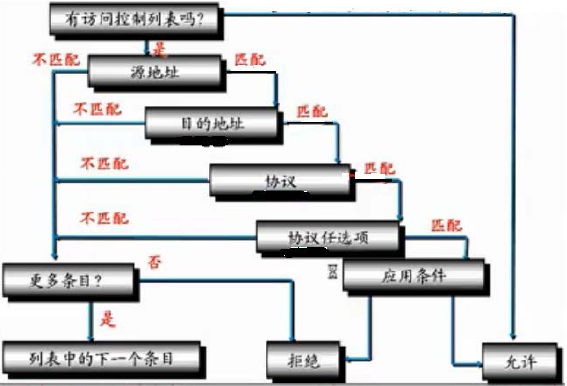 有访问控制列表吗?
是
不匹配
源地址
匹配
不匹配
目的地址
匹配
不匹配
协议
匹配
不匹配
协议任选项
匹配
更多条目?
否
应用条件
是
列表中的下一个条目
拒绝
允许